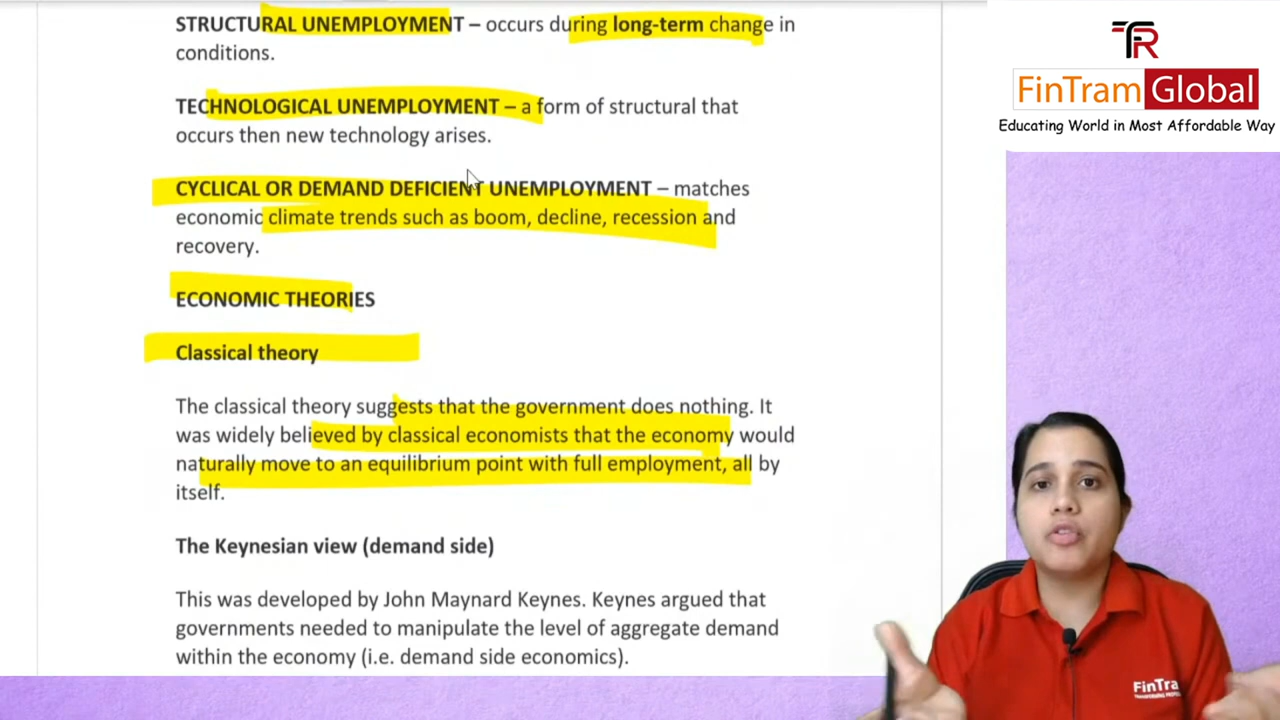 STRUCTURAL UNEMPLOYMENT – occurs during long-term change in
conditions.
TECHNOLOGICAL UNEMPLOYMENT – a form of structural that
occurs then new technology arises.
CYCLICAL OR DEMAND DEFICIENT UNEMPLOYMENT – matches
economic climate trends such as boom, decline, recession and
recovery.
ECONOMIC THEORIES
Classical theory
The classical theory suggests that the government does nothing. It
was widely believed by classical economists that the economy would
naturally move to an equilibrium point with full employment, all by
itself.
The Keynesian view (demand side)
This was developed by John Maynard Keynes. Keynes argued that
governments needed to manipulate the level of aggregate demand
within the economy (i.e. demand side economics).
FinTram Global
Educating World in Most Affordable Way
FinTra